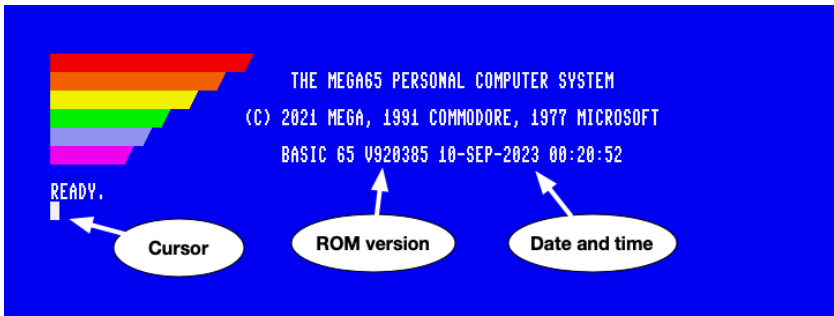 THE MEGA65 PERSONAL COMPUTER SYSTEM
(C) 2021 MEGA, 1991 COMMODORE, 1977 MICROSOFT
BASIC 65 V920385 10-SEP-2023 00:20:52
READY.
Cursor
ROM version
Date and time